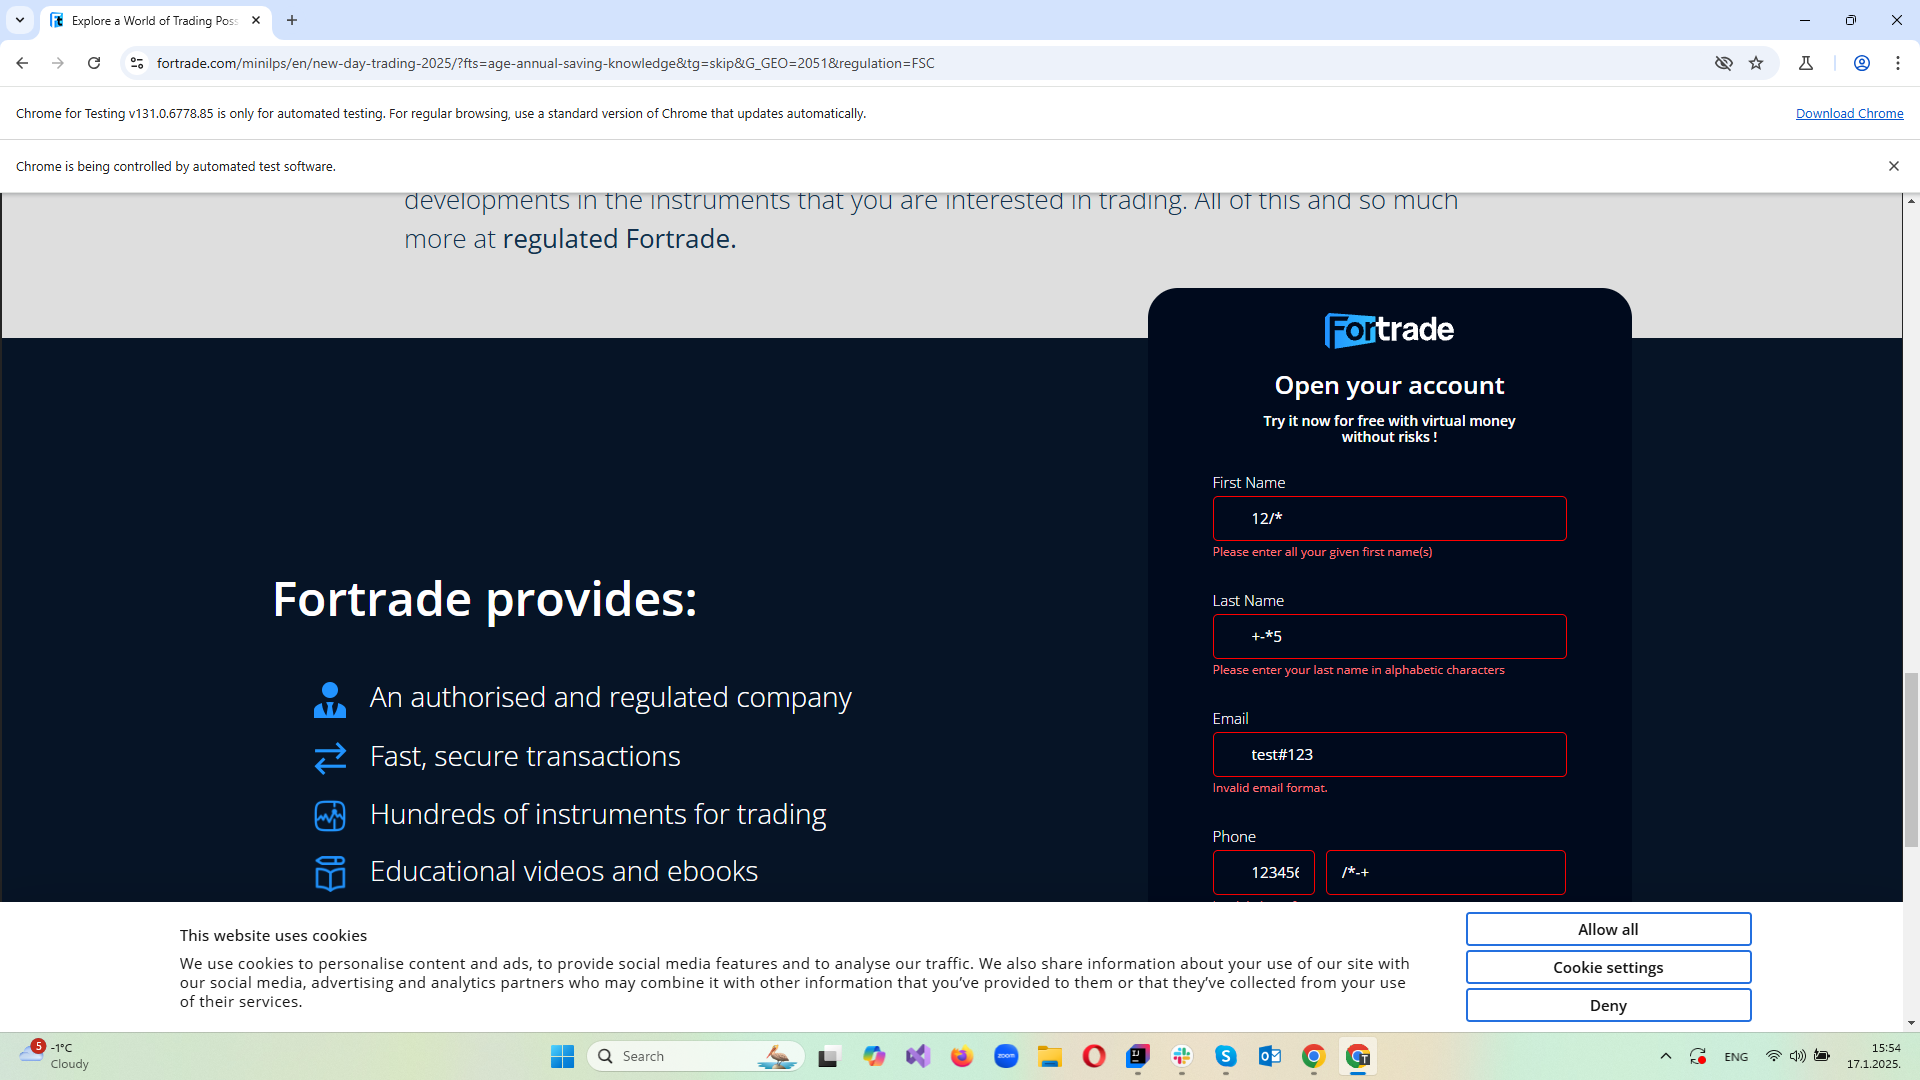 Explore a World of Trading Poss
fortrade.com/minilps/en/new-day-trading-2025/?fts=age-annual-saving-knowledge&tg=skip&G_GEO=2051&regulation=FSC
Chrome for Testing v131.0.6778.85 is only for automated testing. For regular browsing, use a standard version of Chrome that updates automatically.
Download Chrome
Chrome is being controlled by automated test software.
developments in the instruments that you are interested in trading. All of this and so much
more at regulated Fortrade.
Fortrade
Open your account
Try it now for free with virtual money
without risks !
First Name
12/*
Please enter all your given first name(s)
Last Name
+-*5
Please enter your last name in alphabetic characters
Email
test#123
Invalid email format.
Phone
123456
/*-+
Fortrade provides:
An authorised and regulated company
Fast, secure transactions
Hundreds of instruments for trading
Educational videos and ebooks
This website uses cookies
We use cookies to personalise content and ads, to provide social media features and to analyse our traffic. We also share information about your use of our site with
our social media, advertising and analytics partners who may combine it with other information that you've provided to them or that they've collected from your use
of their services.
Allow all
Cookie settings
Deny
5
-1°C
Cloudy
Search
zoom
ENG
15:54
17.1.2025.